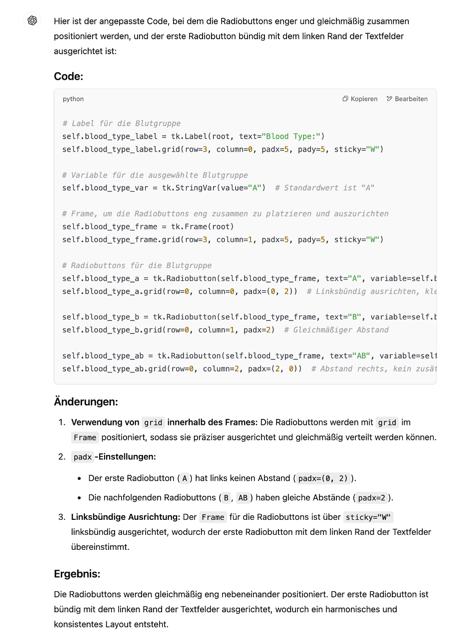 Hier ist der angepasste Code, bei dem die Radiobuttons enger und gleichmäßig zusammen
positioniert werden, und der erste Radiobutton bündig mit dem linken Rand der Textfelder
ausgerichtet ist:
Code:
python Kopieren Bearbeiten
# Label für die Blutgruppe
self.blood_type_label = tk.Label(root, text="Blood Type:")
self.blood_type_label.grid(row=3, column=0, padx=5, pady=5, sticky="W")
# Variable für die ausgewählte Blutgruppe
self.blood_type_var = tk.StringVar(value="A")  # Standardwert ist "A"
# Frame, um die Radiobuttons eng zusammen zu platzieren und auszurichten
self.blood_type_frame = tk.Frame(root)
self.blood_type_frame.grid(row=3, column=1, padx=5, pady=5, sticky="W")
# Radiobuttons für die Blutgruppe
self.blood_type_a = tk.Radiobutton(self.blood_type_frame, text="A", variable=self.b
self.blood_type_a.grid(row=0, column=0, padx=(0, 2))  # Linksbündig ausrichten, kle
self.blood_type_b = tk.Radiobutton(self.blood_type_frame, text="B", variable=self.b
self.blood_type_b.grid(row=0, column=1, padx=2)  # Gleichmäßiger Abstand
self.blood_type_ab = tk.Radiobutton(self.blood_type_frame, text="AB", variable=self
self.blood_type_ab.grid(row=0, column=2, padx=(2, 0))  # Abstand rechts, kein zusät
Änderungen:
1. Verwendung von grid innerhalb des Frames: Die Radiobuttons werden mit grid im
Frame positioniert, sodass sie präziser ausgerichtet und gleichmäßig verteilt werden können.
2. padx -Einstellungen:
• Der erste Radiobutton ( A ) hat links keinen Abstand ( padx=(0, 2) ).
• Die nachfolgenden Radiobuttons ( B , AB ) haben gleiche Abstände ( padx=2 ).
3. Linksbündige Ausrichtung: Der Frame für die Radiobuttons ist über sticky="W"
linksbündig ausgerichtet, wodurch der erste Radiobutton mit dem linken Rand der Textfelder
übereinstimmt.
Ergebnis:
Die Radiobuttons werden gleichmäßig eng nebeneinander positioniert. Der erste Radiobutton ist
bündig mit dem linken Rand der Textfelder ausgerichtet, wodurch ein harmonisches und
konsistentes Layout entsteht.